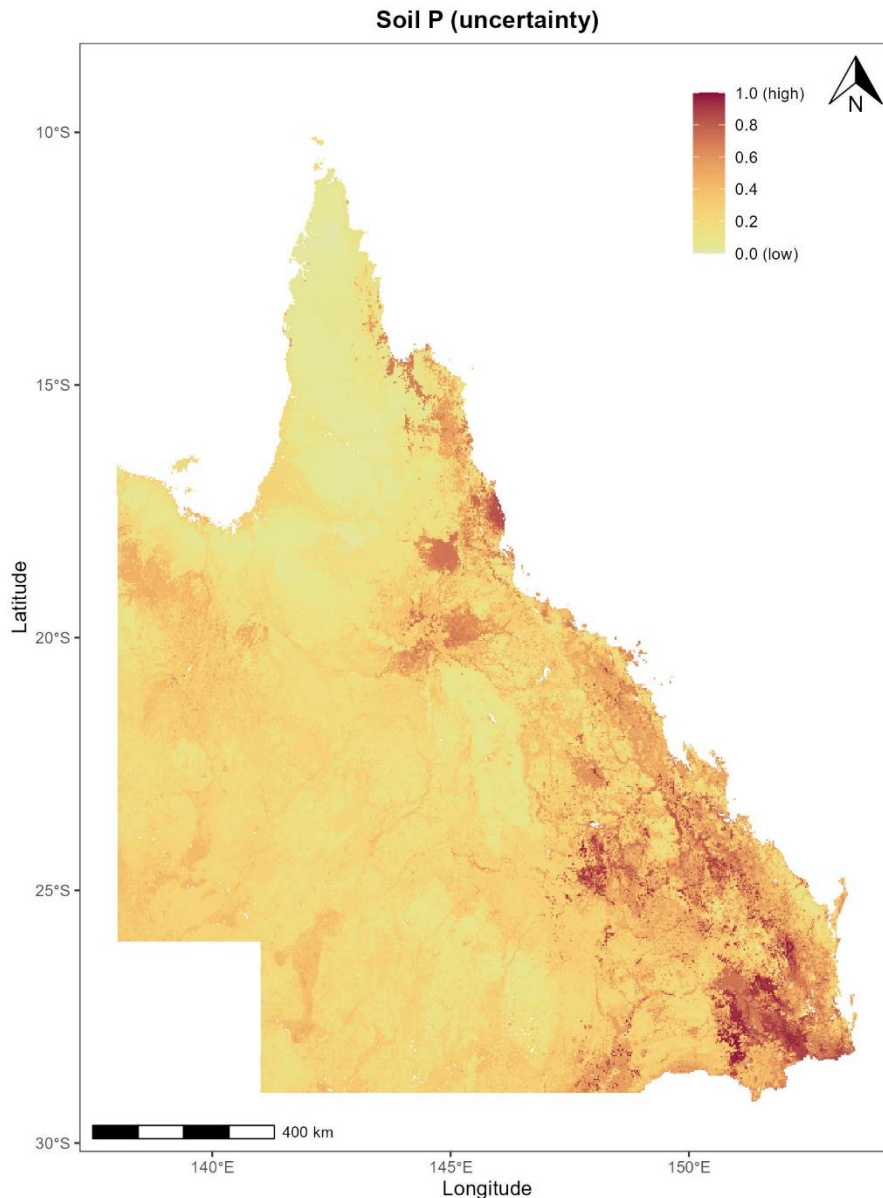 Soil P (uncertainty)
1.0 (high)
0.8
0.6
0.4
0.2
0.0 (low)
N
10°S
15°S
20°S
25°S
30°S
Latitude
400 km
140°E
145°E
150°E
Longitude